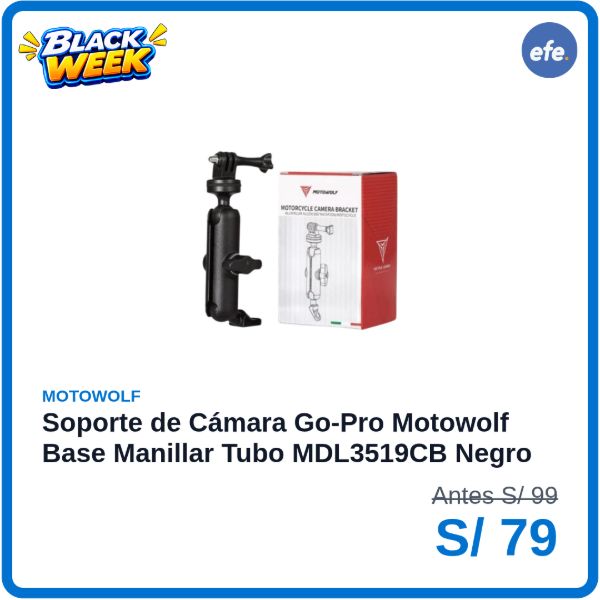 BLACK
WEEK
efe.
MOTOWOLF
MOTORCYCLE CAMERA BRACKET
MOTOWOLF
Soporte de Cámara Go-Pro Motowolf
Base Manillar Tubo MDL3519CB Negro
Antes S/ 99
S/ 79